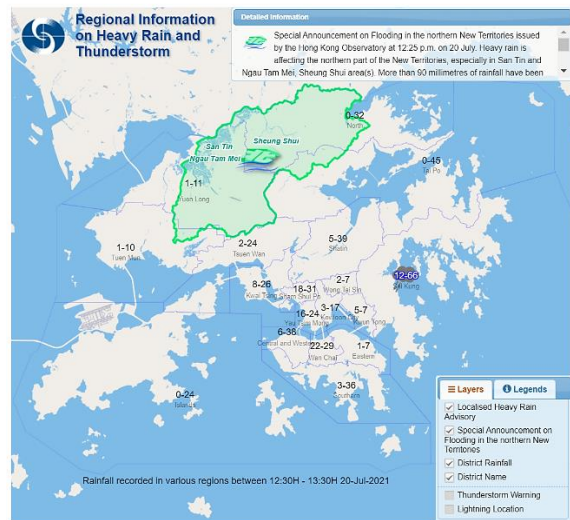 Regional Information
on Heavy Rain and
Thunderstorm
Detailed Information
Special Announcement on Flooding in the northern New Territories issued
by the Hong Kong Observatory at 12:25 p.m. on 20 July. Heavy rain is
affecting the northern part of the New Territories, especially in San Tin and
Ngau Tam Mei, Sheung Shui area(s). More than 90 millimetres of rainfall have been
0-32
North
San Tin
Sheung Shui
Ngau Tam Mei
0-45
Tai Po
1-11
Yuen Long
1-10
Tuen Mun
2-24
Tsuen Wan
5-39
Shatin
12-66
Sai Kung
8-26
Kwai Tsing
18-31
Sham Shui Po
2-7
Wong Tai Sin
16-24
Yau Tsim Mong
3-17
Kowloon City
5-7
Kwun Tong
6-36
Central and Western
22-29
Wan Chai
1-7
Eastern
0-24
Islands
3-36
Southern
Layers
Legends
Localised Heavy Rain
Advisory
Special Announcement on
Flooding in the northern New
Territories
District Rainfall
District Name
Thunderstorm Warning
Lightning Location
Rainfall recorded in various regions between 12:30H - 13:30H 20-Jul-2021